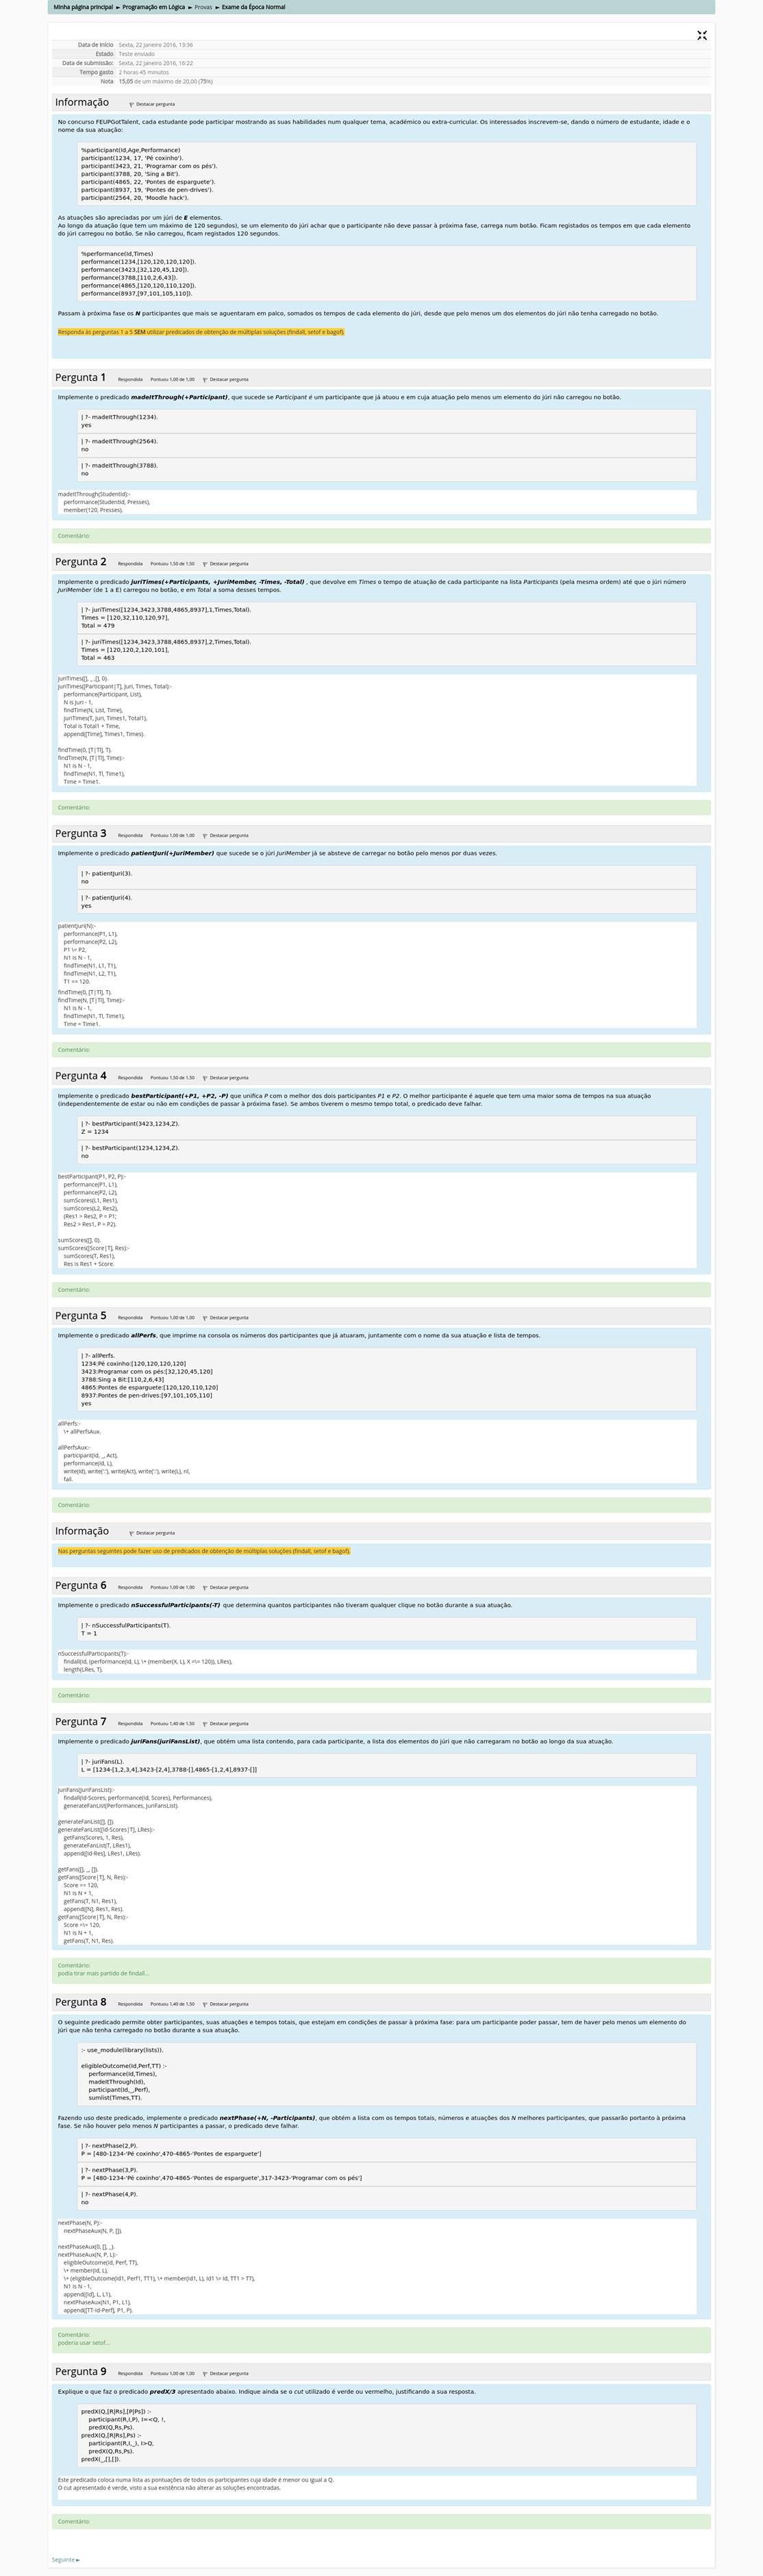 Minha página principal ► Programação em Lógica ► Provas ► Exame da Época Normal
Data de início Sexta, 22 Janeiro 2016, 13:36
Estado Teste enviado
Data de submissão: Sexta, 22 Janeiro 2016, 16:22
Tempo gasto 2 horas 45 minutos
Nota 15,05 de um máximo de 20,00 (75%)
Informação Destacar pergunta
No concurso FEUPGotTalent, cada estudante pode participar mostrando as suas habilidades num qualquer tema, académico ou extra-curricular. Os interessados inscrevem-se, dando o número de estudante, idade e o
nome da sua atuação:
%participant(Id,Age,Performance)
participant(1234, 17, 'Pé coxinho').
participant(3423, 21, 'Programar com os pés').
participant(3788, 20, 'Sing a Bit').
participant(4865, 22, 'Pontes de esparguete').
participant(8937, 19, 'Pontes de pen-drives').
participant(2564, 20, 'Moodle hack').
As atuações são apreciadas por um júri de E elementos.
Ao longo da atuação (que tem um máximo de 120 segundos), se um elemento do júri achar que o participante não deve passar à próxima fase, carrega num botão. Ficam registados os tempos em que cada elemento
do júri carregou no botão. Se não carregou, ficam registados 120 segundos.
%performance(Id,Times)
performance(1234,[120,120,120,120]).
performance(3423,[32,120,45,120]).
performance(3788,[110,2,6,43]).
performance(4865,[120,120,110,120]).
performance(8937,[97,101,105,110]).
Passam à próxima fase os N participantes que mais se aguentaram em palco, somados os tempos de cada elemento do júri, desde que pelo menos um dos elementos do júri não tenha carregado no botão.
Responda às perguntas 1 a 5 SEM utilizar predicados de obtenção de múltiplas soluções (findall, setof e bagof).
Pergunta 1 Respondida Pontuou 1,00 de 1,00 Destacar pergunta
Implemente o predicado madeItThrough(+Participant), que sucede se Participant é um participante que já atuou e em cuja atuação pelo menos um elemento do júri não carregou no botão.
| ?- madeItThrough(1234).
yes
| ?- madeItThrough(2564).
no
| ?- madeItThrough(3788).
no
madeItThrough(StudentId):-
performance(StudentId, Presses),
member(120, Presses).
Comentário:
Pergunta 2 Respondida Pontuou 1,50 de 1,50 Destacar pergunta
Implemente o predicado juriTimes(+Participants, +JuriMember, -Times, -Total) , que devolve em Times o tempo de atuação de cada participante na lista Participants (pela mesma ordem) até que o júri número
JuriMember (de 1 a E) carregou no botão, e em Total a soma desses tempos.
| ?- juriTimes([1234,3423,3788,4865,8937],1,Times,Total).
Times = [120,32,110,120,97],
Total = 479
| ?- juriTimes([1234,3423,3788,4865,8937],2,Times,Total).
Times = [120,120,2,120,101],
Total = 463
juriTimes([], _ ,[], 0).
juriTimes([Participant|T], Juri, Times, Total):-
performance(Participant, List),
N is Juri - 1,
findTime(N, List, Time),
juriTimes(T, Juri, Times1, Total1),
Total is Total1 + Time,
append([Time], Times1, Times).
findTime(0, [T|Tl], T).
findTime(N, [T|Tl], Time):-
N1 is N - 1,
findTime(N1, Tl, Time1),
Time = Time1.
Comentário:
Pergunta 3 Respondida Pontuou 1,00 de 1,00 Destacar pergunta
Implemente o predicado patientJuri(+JuriMember) que sucede se o júri JuriMember já se absteve de carregar no botão pelo menos por duas vezes.
| ?- patientJuri(3).
no
| ?- patientJuri(4).
yes
patientJuri(N):-
performance(P1, L1),
performance(P2, L2),
P1 \= P2,
N1 is N - 1,
findTime(N1, L1, T1),
findTime(N1, L2, T1),
T1 == 120.
findTime(0, [T|Tl], T).
findTime(N, [T|Tl], Time):-
N1 is N - 1,
findTime(N1, Tl, Time1),
Time = Time1.
Comentário:
Pergunta 4 Respondida Pontuou 1,50 de 1,50 Destacar pergunta
Implemente o predicado bestParticipant(+P1, +P2, -P) que unifica P com o melhor dos dois participantes P1 e P2. O melhor participante é aquele que tem uma maior soma de tempos na sua atuação
(independentemente de estar ou não em condições de passar à próxima fase). Se ambos tiverem o mesmo tempo total, o predicado deve falhar.
| ?- bestParticipant(3423,1234,Z).
Z = 1234
| ?- bestParticipant(1234,1234,Z).
no
bestParticipant(P1, P2, P):-
performance(P1, L1),
performance(P2, L2),
sumScores(L1, Res1),
sumScores(L2, Res2),
(Res1 > Res2, P = P1;
Res2 > Res1, P = P2).
sumScores([], 0).
sumScores([Score|T], Res):-
sumScores(T, Res1),
Res is Res1 + Score.
Comentário:
Pergunta 5 Respondida Pontuou 1,00 de 1,00 Destacar pergunta
Implemente o predicado allPerfs, que imprime na consola os números dos participantes que já atuaram, juntamente com o nome da sua atuação e lista de tempos.
| ?- allPerfs.
1234:Pé coxinho:[120,120,120,120]
3423:Programar com os pés:[32,120,45,120]
3788:Sing a Bit:[110,2,6,43]
4865:Pontes de esparguete:[120,120,110,120]
8937:Pontes de pen-drives:[97,101,105,110]
yes
allPerfs:-
\+ allPerfsAux.
allPerfsAux:-
participant(Id, _, Act),
performance(Id, L),
write(Id), write(':'), write(Act), write(':'), write(L), nl,
fail.
Comentário:
Informação Destacar pergunta
Nas perguntas seguintes pode fazer uso de predicados de obtenção de múltiplas soluções (findall, setof e bagof).
Pergunta 6 Respondida Pontuou 1,00 de 1,00 Destacar pergunta
Implemente o predicado nSuccessfulParticipants(-T) que determina quantos participantes não tiveram qualquer clique no botão durante a sua atuação.
| ?- nSuccessfulParticipants(T).
T = 1
nSuccessfulParticipants(T):-
findall(Id, (performance(Id, L), \+ (member(X, L), X =\= 120)), LRes),
length(LRes, T).
Comentário:
Pergunta 7 Respondida Pontuou 1,40 de 1,50 Destacar pergunta
Implemente o predicado juriFans(juriFansList), que obtém uma lista contendo, para cada participante, a lista dos elementos do júri que não carregaram no botão ao longo da sua atuação.
| ?- juriFans(L).
L = [1234-[1,2,3,4],3423-[2,4],3788-[],4865-[1,2,4],8937-[]]
juriFans(JuriFansList):-
findall(Id-Scores, performance(Id, Scores), Performances),
generateFanList(Performances, JuriFansList).
generateFanList([], []).
generateFanList([Id-Scores|T], LRes):-
getFans(Scores, 1, Res),
generateFanList(T, LRes1),
append([Id-Res], LRes1, LRes).
getFans([], _, []).
getFans([Score|T], N, Res):-
Score == 120,
N1 is N + 1,
getFans(T, N1, Res1),
append([N], Res1, Res).
getFans([Score|T], N, Res):-
Score =\= 120,
N1 is N + 1,
getFans(T, N1, Res).
Comentário:
podia tirar mais partido de findall...
Pergunta 8 Respondida Pontuou 1,40 de 1,50 Destacar pergunta
O seguinte predicado permite obter participantes, suas atuações e tempos totais, que estejam em condições de passar à próxima fase: para um participante poder passar, tem de haver pelo menos um elemento do
júri que não tenha carregado no botão durante a sua atuação.
:- use_module(library(lists)).
eligibleOutcome(Id,Perf,TT) :-
performance(Id,Times),
madeItThrough(Id),
participant(Id,_,Perf),
sumlist(Times,TT).
Fazendo uso deste predicado, implemente o predicado nextPhase(+N, -Participants), que obtém a lista com os tempos totais, números e atuações dos N melhores participantes, que passarão portanto à próxima
fase. Se não houver pelo menos N participantes a passar, o predicado deve falhar.
| ?- nextPhase(2,P).
P = [480-1234-'Pé coxinho',470-4865-'Pontes de esparguete']
| ?- nextPhase(3,P).
P = [480-1234-'Pé coxinho',470-4865-'Pontes de esparguete',317-3423-'Programar com os pés']
| ?- nextPhase(4,P).
no
nextPhase(N, P):-
nextPhaseAux(N, P, []).
nextPhaseAux(0, [], _).
nextPhaseAux(N, P, L):-
eligibleOutcome(Id, Perf, TT),
\+ member(Id, L),
\+ (eligibleOutcome(Id1, Perf1, TT1), \+ member(Id1, L), Id1 \= Id, TT1 > TT),
N1 is N - 1,
append([Id], L, L1),
nextPhaseAux(N1, P1, L1),
append([TT-Id-Perf], P1, P).
Comentário:
poderia usar setof...
Pergunta 9 Respondida Pontuou 1,00 de 1,00 Destacar pergunta
Explique o que faz o predicado predX/3 apresentado abaixo. Indique ainda se o cut utilizado é verde ou vermelho, justificando a sua resposta.
predX(Q,[R|Rs],[P|Ps]) :-
participant(R,I,P), I=<Q, !,
predX(Q,Rs,Ps).
predX(Q,[R|Rs],Ps) :-
participant(R,I,_), I>Q,
predX(Q,Rs,Ps).
predX(_,[],[]).
Este predicado coloca numa lista as pontuações de todos os participantes cuja idade é menor ou igual a Q.
O cut apresentado é verde, visto a sua existência não alterar as soluções encontradas.
Comentário:
Seguinte ►